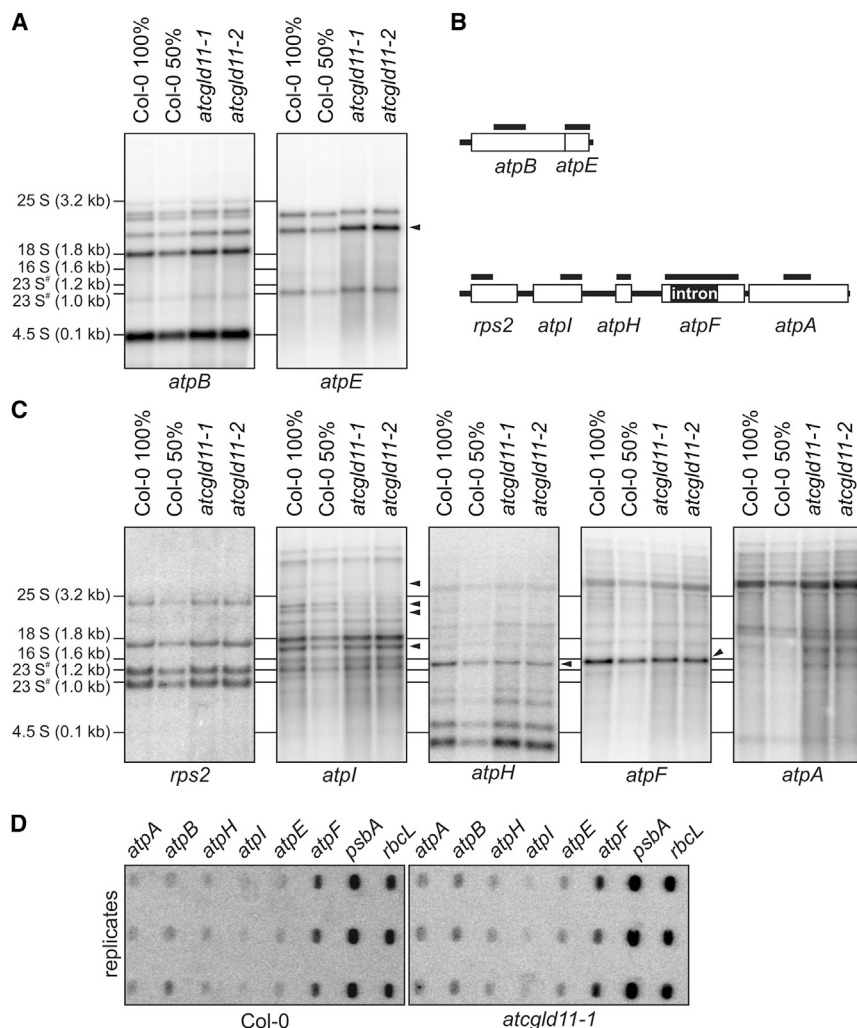 A
B
Col-0 100%
Col-0 50%
atcgld11-1
atcgld11-2
Col-0 100%
Col-0 50%
atcgld11-1
atcgld11-2
atpB
atpE
25 S (3.2 kb)
18 S (1.8 kb)
16 S (1.6 kb)
23 S# (1.2 kb)
23 S# (1.0 kb)
4.5 S (0.1 kb)
intron
rps2
atpI
atpH
atpF
atpA
atpB
atpE
C
Col-0 100%
Col-0 50%
atcgld11-1
atcgld11-2
Col-0 100%
Col-0 50%
atcgld11-1
atcgld11-2
Col-0 100%
Col-0 50%
atcgld11-1
atcgld11-2
Col-0 100%
Col-0 50%
atcgld11-1
atcgld11-2
Col-0 100%
Col-0 50%
atcgld11-1
atcgld11-2
25 S (3.2 kb)
18 S (1.8 kb)
16 S (1.6 kb)
23 S# (1.2 kb)
23 S# (1.0 kb)
4.5 S (0.1 kb)
rps2
atpI
atpH
atpF
atpA
D
atpA
atpB
atpH
atpI
atpE
atpF
psbA
rbcL
atpA
atpB
atpH
atpI
atpE
atpF
psbA
rbcL
replicates
Col-0
atcgld11-1